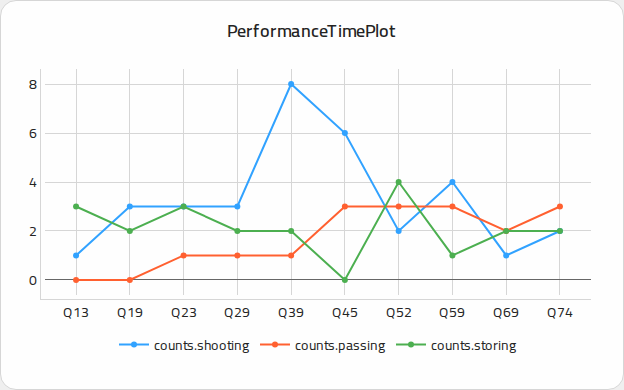 PerformanceTimePlot
8
6
4
2
0
Q13 Q19 Q23 Q29 Q39 Q45 Q52 Q59 Q69 Q74
counts.shooting counts.passing counts.storing